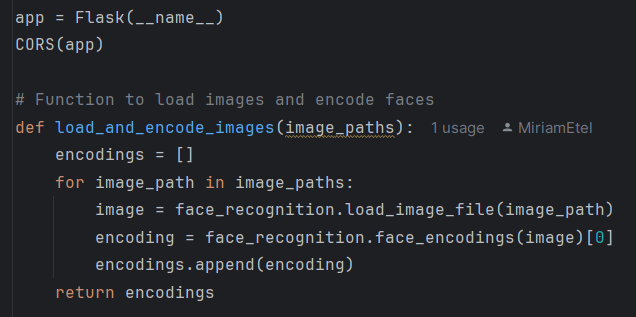 app = Flask(__name__)
CORS(app)
# Function to load images and encode faces
def load_and_encode_images(image_paths): 1 usage MiriamEtel
encodings = []
for image_path in image_paths:
image = face_recognition.load_image_file(image_path)
encoding = face_recognition.face_encodings(image)[0]
encodings.append(encoding)
return encodings